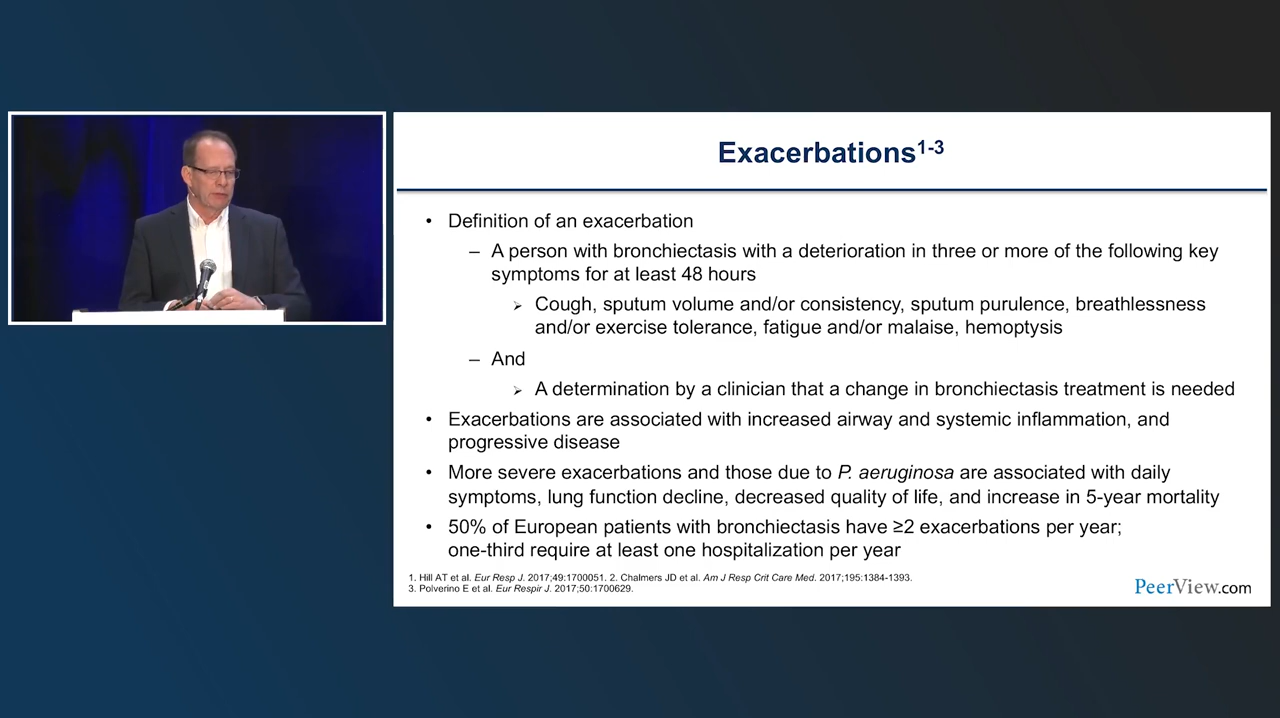 Exacerbations1-3
• Definition of an exacerbation
– A person with bronchiectasis with a deterioration in three or more of the following key
symptoms for at least 48 hours
➢ Cough, sputum volume and/or consistency, sputum purulence, breathlessness
and/or exercise tolerance, fatigue and/or malaise, hemoptysis
– And
➢ A determination by a clinician that a change in bronchiectasis treatment is needed
• Exacerbations are associated with increased airway and systemic inflammation, and
progressive disease
• More severe exacerbations and those due to P. aeruginosa are associated with daily
symptoms, lung function decline, decreased quality of life, and increase in 5-year mortality
• 50% of European patients with bronchiectasis have ≥2 exacerbations per year;
one-third require at least one hospitalization per year
1. Hill AT et al. Eur Resp J. 2017;49:1700051. 2. Chalmers JD et al. Am J Resp Crit Care Med. 2017;195:1384-1393.
3. Polverino E et al. Eur Respir J. 2017;50:1700629.
PeerView.com